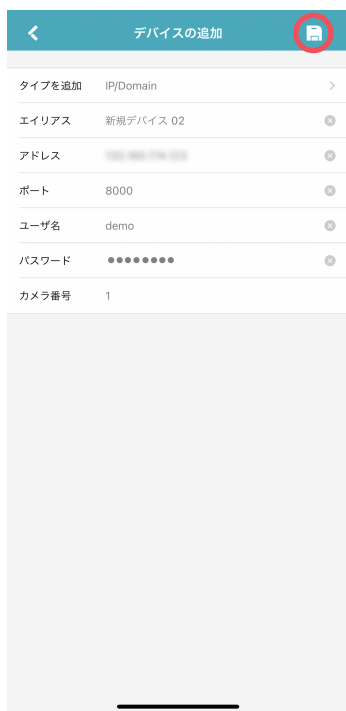 デバイスの追加
タイプを追加 IP/Domain
エイリアス 新規デバイス 02
アドレス
ポート 8000
ユーザ名 demo
パスワード ●●●●●●●●
カメラ番号 1